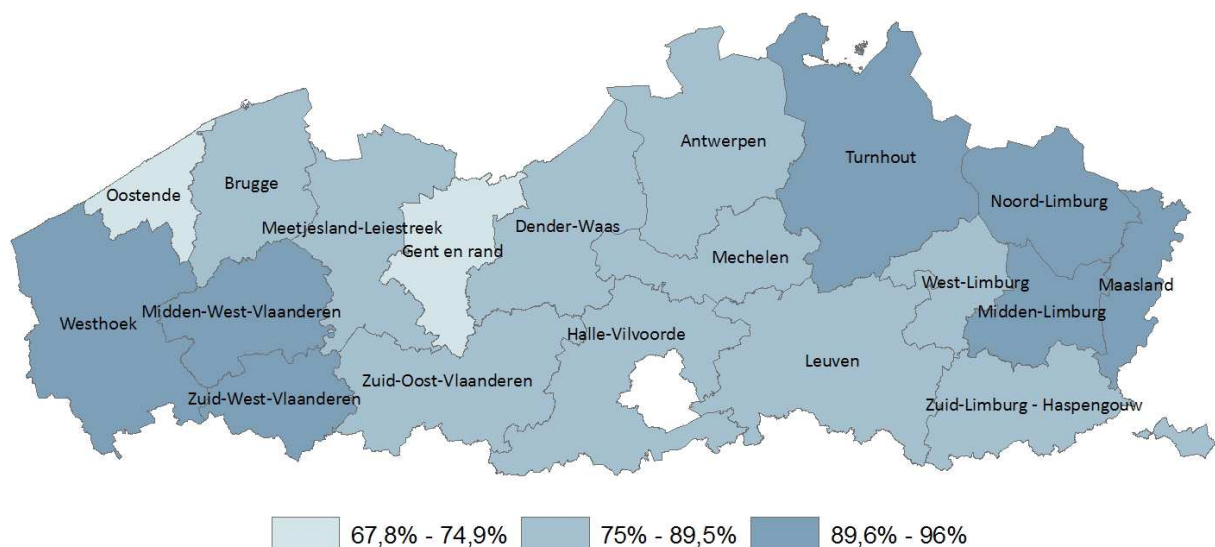 Antwerpen
Turnhout
Oostende
Brugge
Noord-Limburg
Meetjesland-Leiestreek
Dender-Waas
Gent en rand
Mechelen
West-Limburg
Maasland
Westhoek
Midden-West-Vlaanderen
Midden-Limburg
Halle-Vilvoorde
Leuven
Zuid-Oost-Vlaanderen
Zuid-West-Vlaanderen
Zuid-Limburg - Haspengouw
67,8% - 74,9%
75% - 89,5%
89,6% - 96%